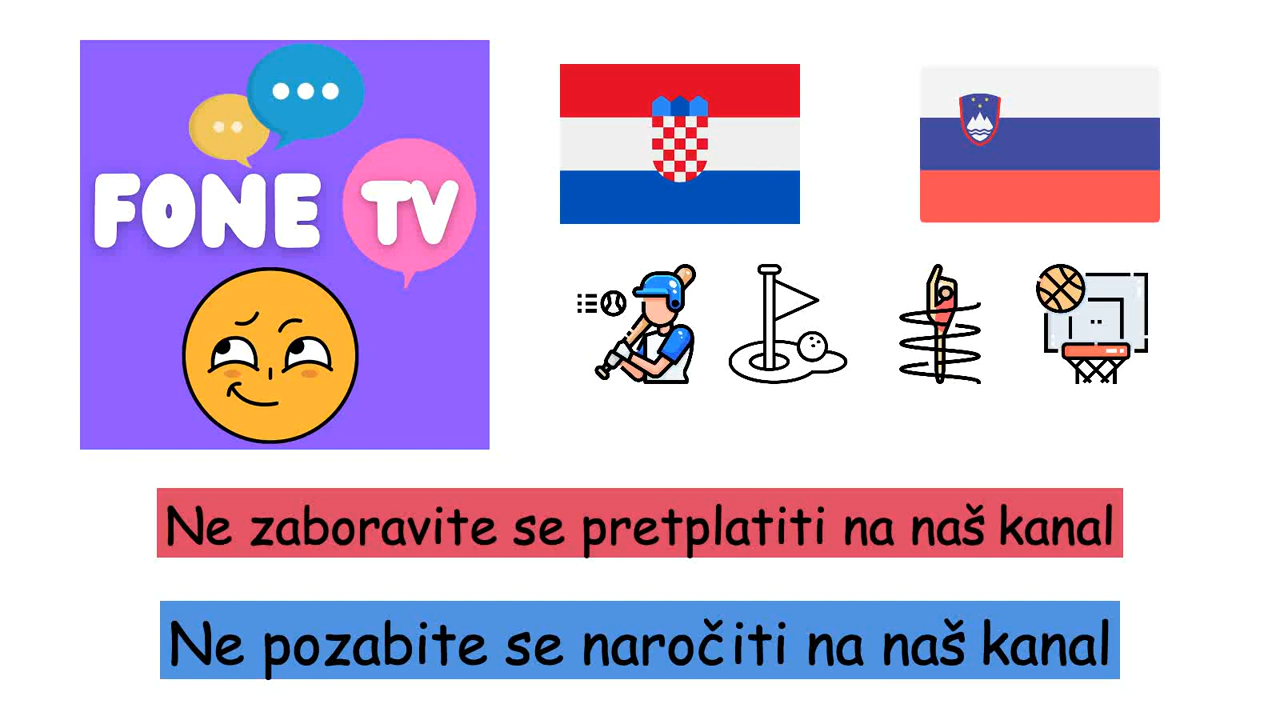 FONE TV
Ne zaboravite se pretplatiti na naš kanal
Ne pozabite se naročiti na naš kanal